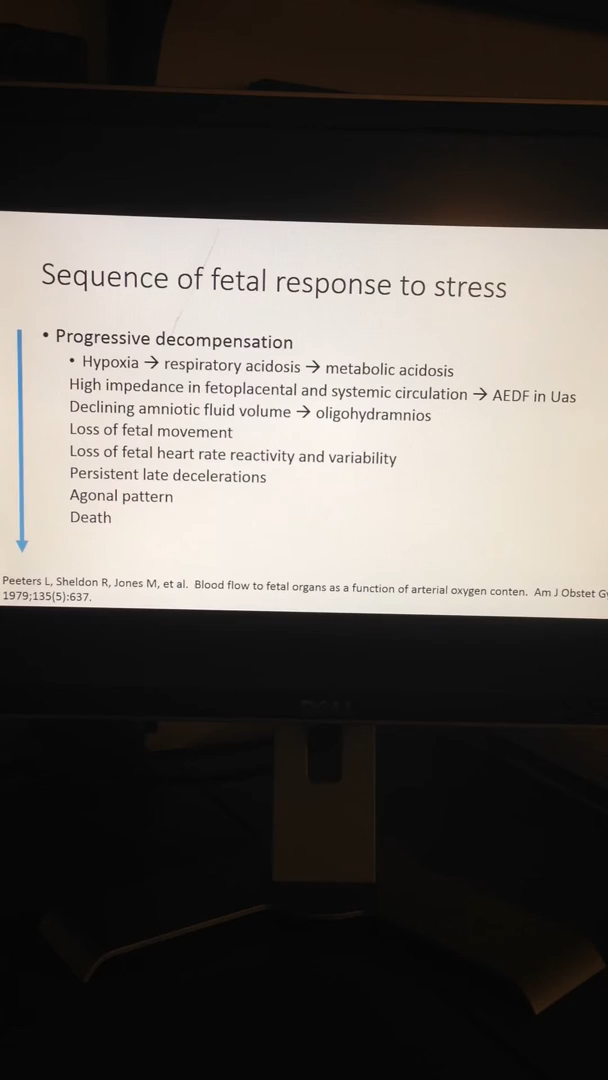 Sequence of fetal response to stress
• Progressive decompensation
• Hypoxia → respiratory acidosis → metabolic acidosis
High impedance in fetoplacental and systemic circulation → AEDF in Uas
Declining amniotic fluid volume → oligohydramnios
Loss of fetal movement
Loss of fetal heart rate reactivity and variability
Persistent late decelerations
Agonal pattern
Death
Peeters L, Sheldon R, Jones M, et al. Blood flow to fetal organs as a function of arterial oxygen conten. Am J Obstet
1979;135(5):637.
DELL